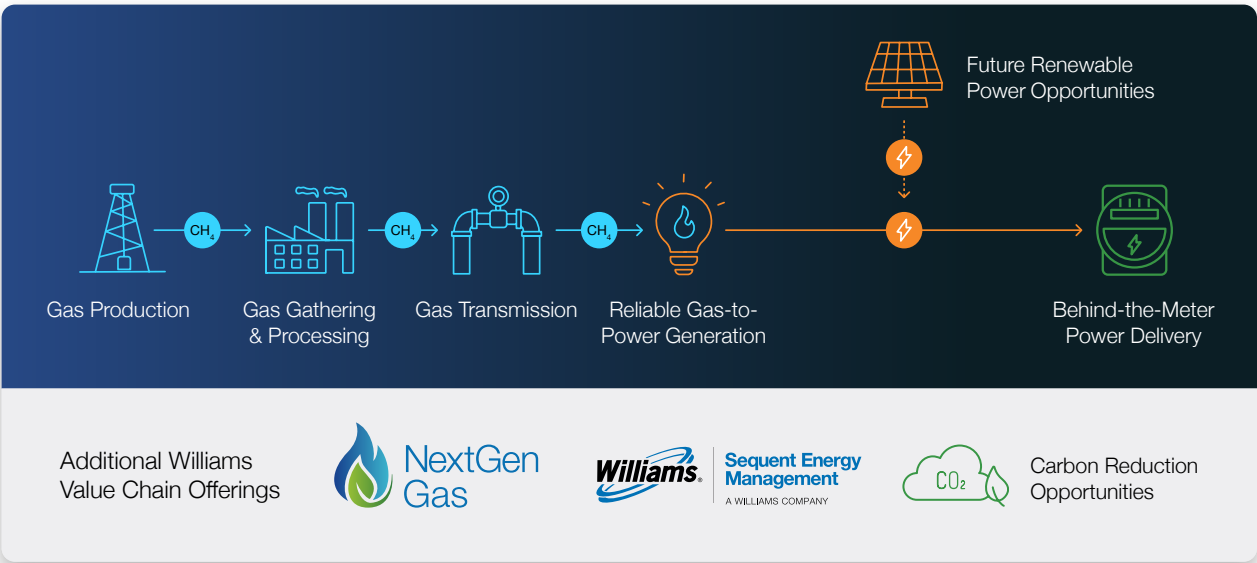 Future Renewable
Power Opportunities
CH₄
CH₄
CH₄
Gas Production
Gas Gathering
& Processing
Gas Transmission
Reliable Gas-to-
Power Generation
Behind-the-Meter
Power Delivery
Additional Williams
Value Chain Offerings
NextGen
Gas
Williams®
Sequent Energy
Management
A WILLIAMS COMPANY
CO₂
Carbon Reduction
Opportunities